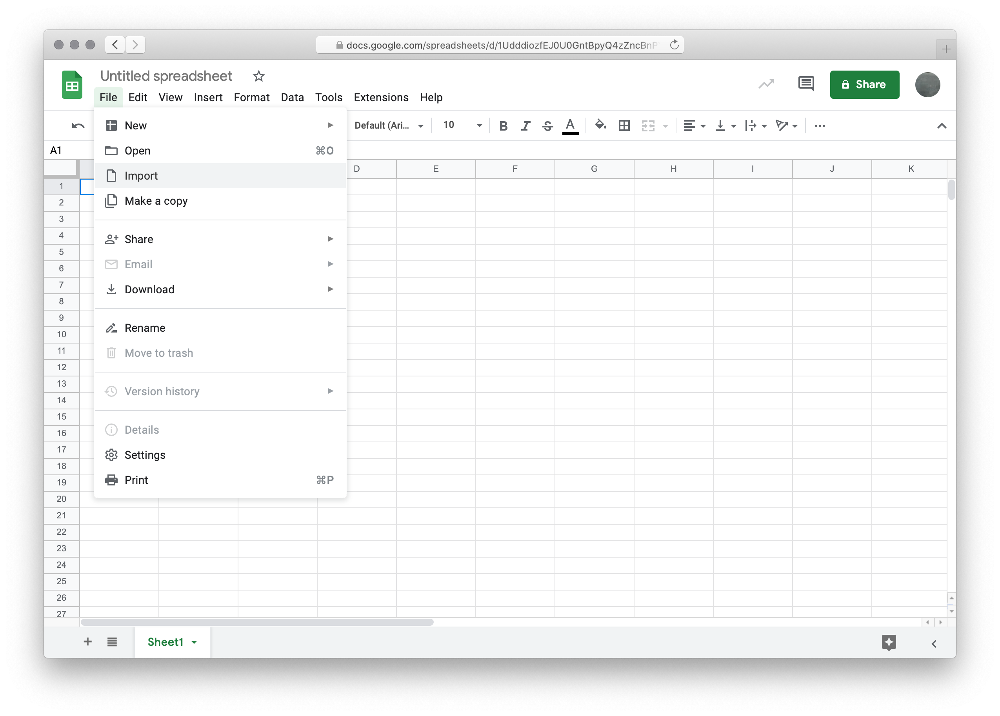 docs.google.com/spreadsheets/d/1UdddiozfEJ0U0GntBpyQ4zZncBnP
Untitled spreadsheet
Share
File Edit View Insert Format Data Tools Extensions Help
Default (Ari... 10 B I S A
A1
New
Open ⌘O
Import
Make a copy
Share
Email
Download
Rename
Move to trash
Version history
Details
Settings
Print ⌘P
D E F G H I J K
1
2
3
4
5
6
7
8
9
10
11
12
13
14
15
16
17
18
19
20
21
22
23
24
25
26
27
Sheet1